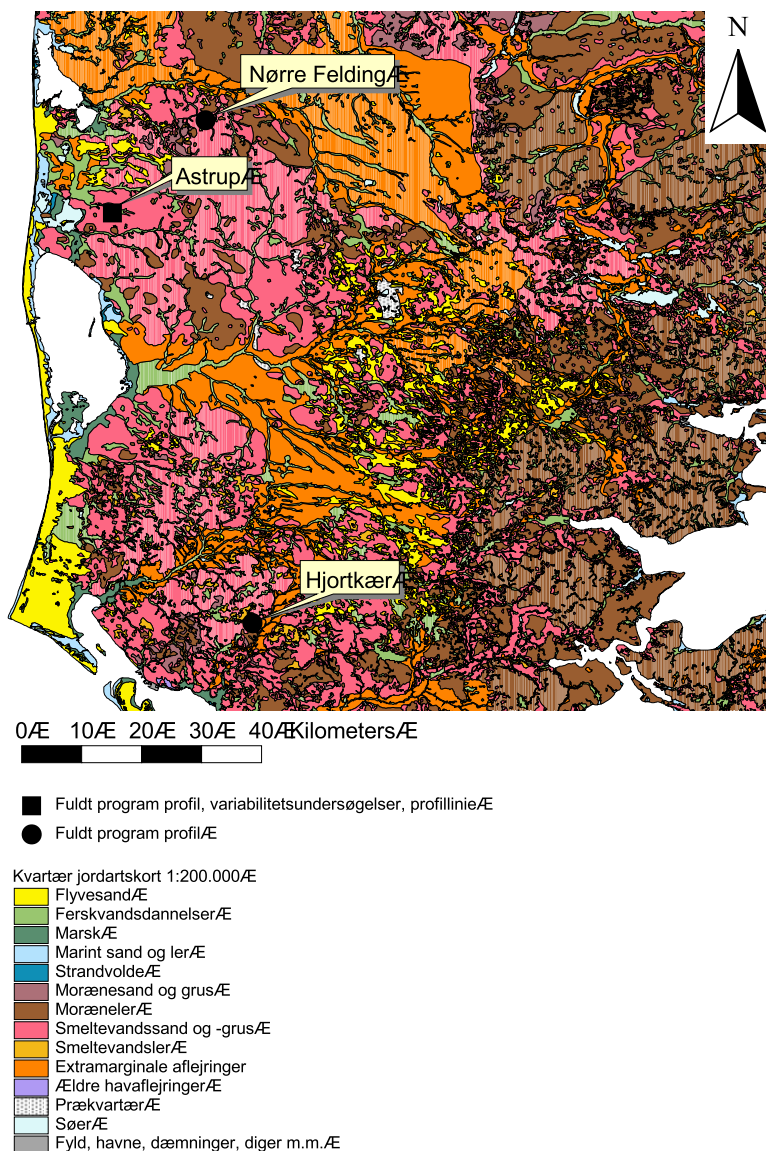 N
Nørre FeldingÆ
AstrupÆ
HjortkærÆ
0Æ 10Æ 20Æ 30Æ 40ÆKilometersÆ
Fuldt program profil, variabilitetsundersøgelser, profillinieÆ
Fuldt program profilÆ
Kvartær jordartskort 1:200.000Æ
FlyvesandÆ
FerskvandsdannelserÆ
MarskÆ
Marint sand og lerÆ
StrandvoldeÆ
Morænesand og grusÆ
MorænelerÆ
Smeltevandssand og -grusÆ
SmeltevandslerÆ
Extramarginale aflejringer
Ældre havaflejringerÆ
PrækvartærÆ
SøerÆ
Fyld, havne, dæmninger, diger m.m.Æ